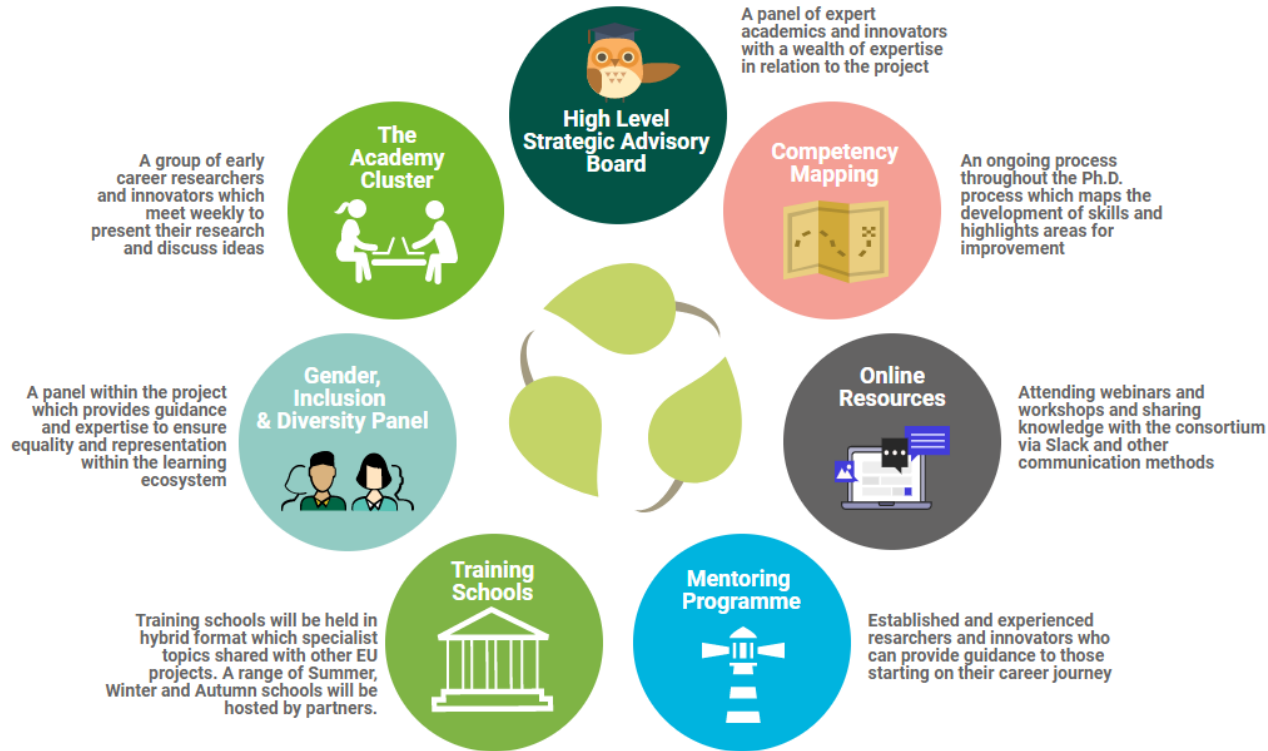 High Level
Strategic Advisory
Board
A panel of expert
academics and innovators
with a wealth of expertise
in relation to the project
Competency
Mapping
An ongoing process
throughout the Ph.D.
process which maps the
development of skills and
highlights areas for
improvement
Online
Resources
Attending webinars and
workshops and sharing
knowledge with the consortium
via Slack and other
communication methods
Mentoring
Programme
Established and experienced
resarchers and innovators who
can provide guidance to those
starting on their career journey
Training
Schools
Training schools will be held in
hybrid format which specialist
topics shared with other EU
projects. A range of Summer,
Winter and Autumn schools will be
hosted by partners.
Gender,
Inclusion
& Diversity Panel
A panel within the project
which provides guidance
and expertise to ensure
equality and representation
within the learning
ecosystem
The
Academy
Cluster
A group of early
career researchers
and innovators which
meet weekly to
present their research
and discuss ideas